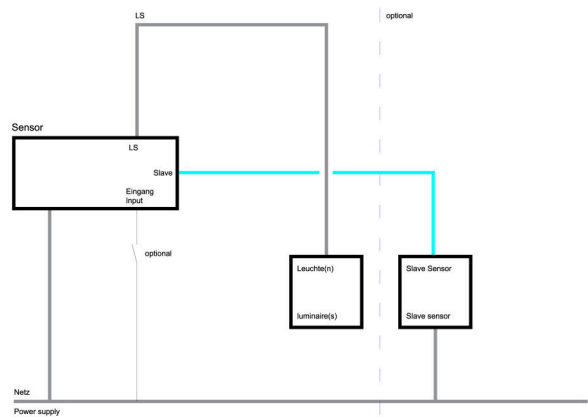 LS
optional
Sensor
LS
Slave
Eingang
Input
optional
Leuchte(n)
luminaire(s)
Slave Sensor
Slave sensor
Netz
Power supply